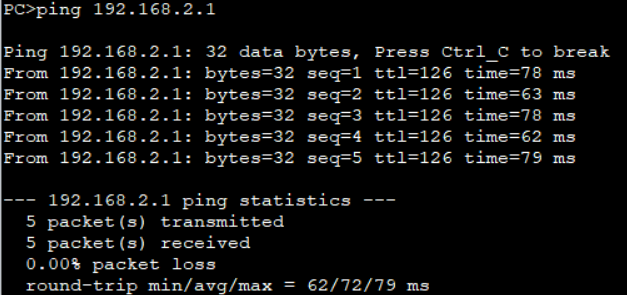 PC>ping 192.168.2.1
Ping 192.168.2.1: 32 data bytes, Press Ctrl_C to break
From 192.168.2.1: bytes=32 seq=1 ttl=126 time=78 ms
From 192.168.2.1: bytes=32 seq=2 ttl=126 time=63 ms
From 192.168.2.1: bytes=32 seq=3 ttl=126 time=78 ms
From 192.168.2.1: bytes=32 seq=4 ttl=126 time=62 ms
From 192.168.2.1: bytes=32 seq=5 ttl=126 time=79 ms
--- 192.168.2.1 ping statistics ---
5 packet(s) transmitted
5 packet(s) received
0.00% packet loss
round-trip min/avg/max = 62/72/79 ms